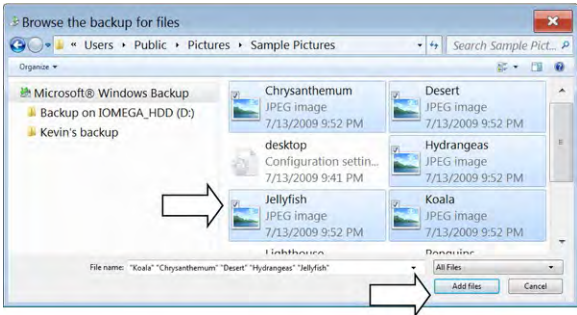 Browse the backup for files
« Users Public Pictures Sample Pictures
Search Sample Pict...
Organize
Microsoft® Windows Backup
Backup on IOMEGA_HDD (D:)
Kevin's backup
Chrysanthemum
JPEG image
7/13/2009 9:52 PM
Desert
JPEG image
7/13/2009 9:52 PM
desktop
Configuration settin...
7/13/2009 9:41 PM
Hydrangeas
JPEG image
7/13/2009 9:52 PM
Jellyfish
JPEG image
7/13/2009 9:52 PM
Koala
JPEG image
7/13/2009 9:52 PM
Lighthouse
Penguins
File name: "Koala" "Chrysanthemum" "Desert" "Hydrangeas" "Jellyfish"
All Files
Add files
Cancel